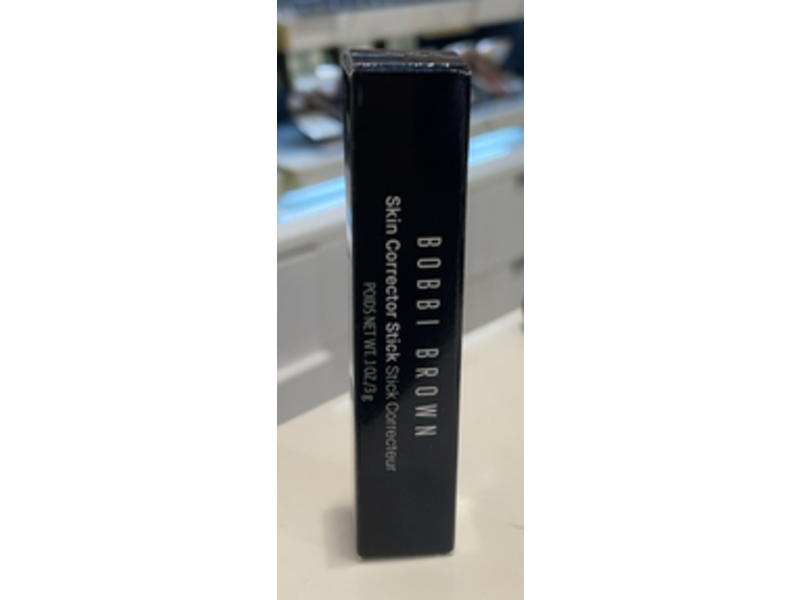 BOBBI BROWN
Skin Corrector Stick Stick Correcteur
POIDS NET WT. .1 OZ./3 g